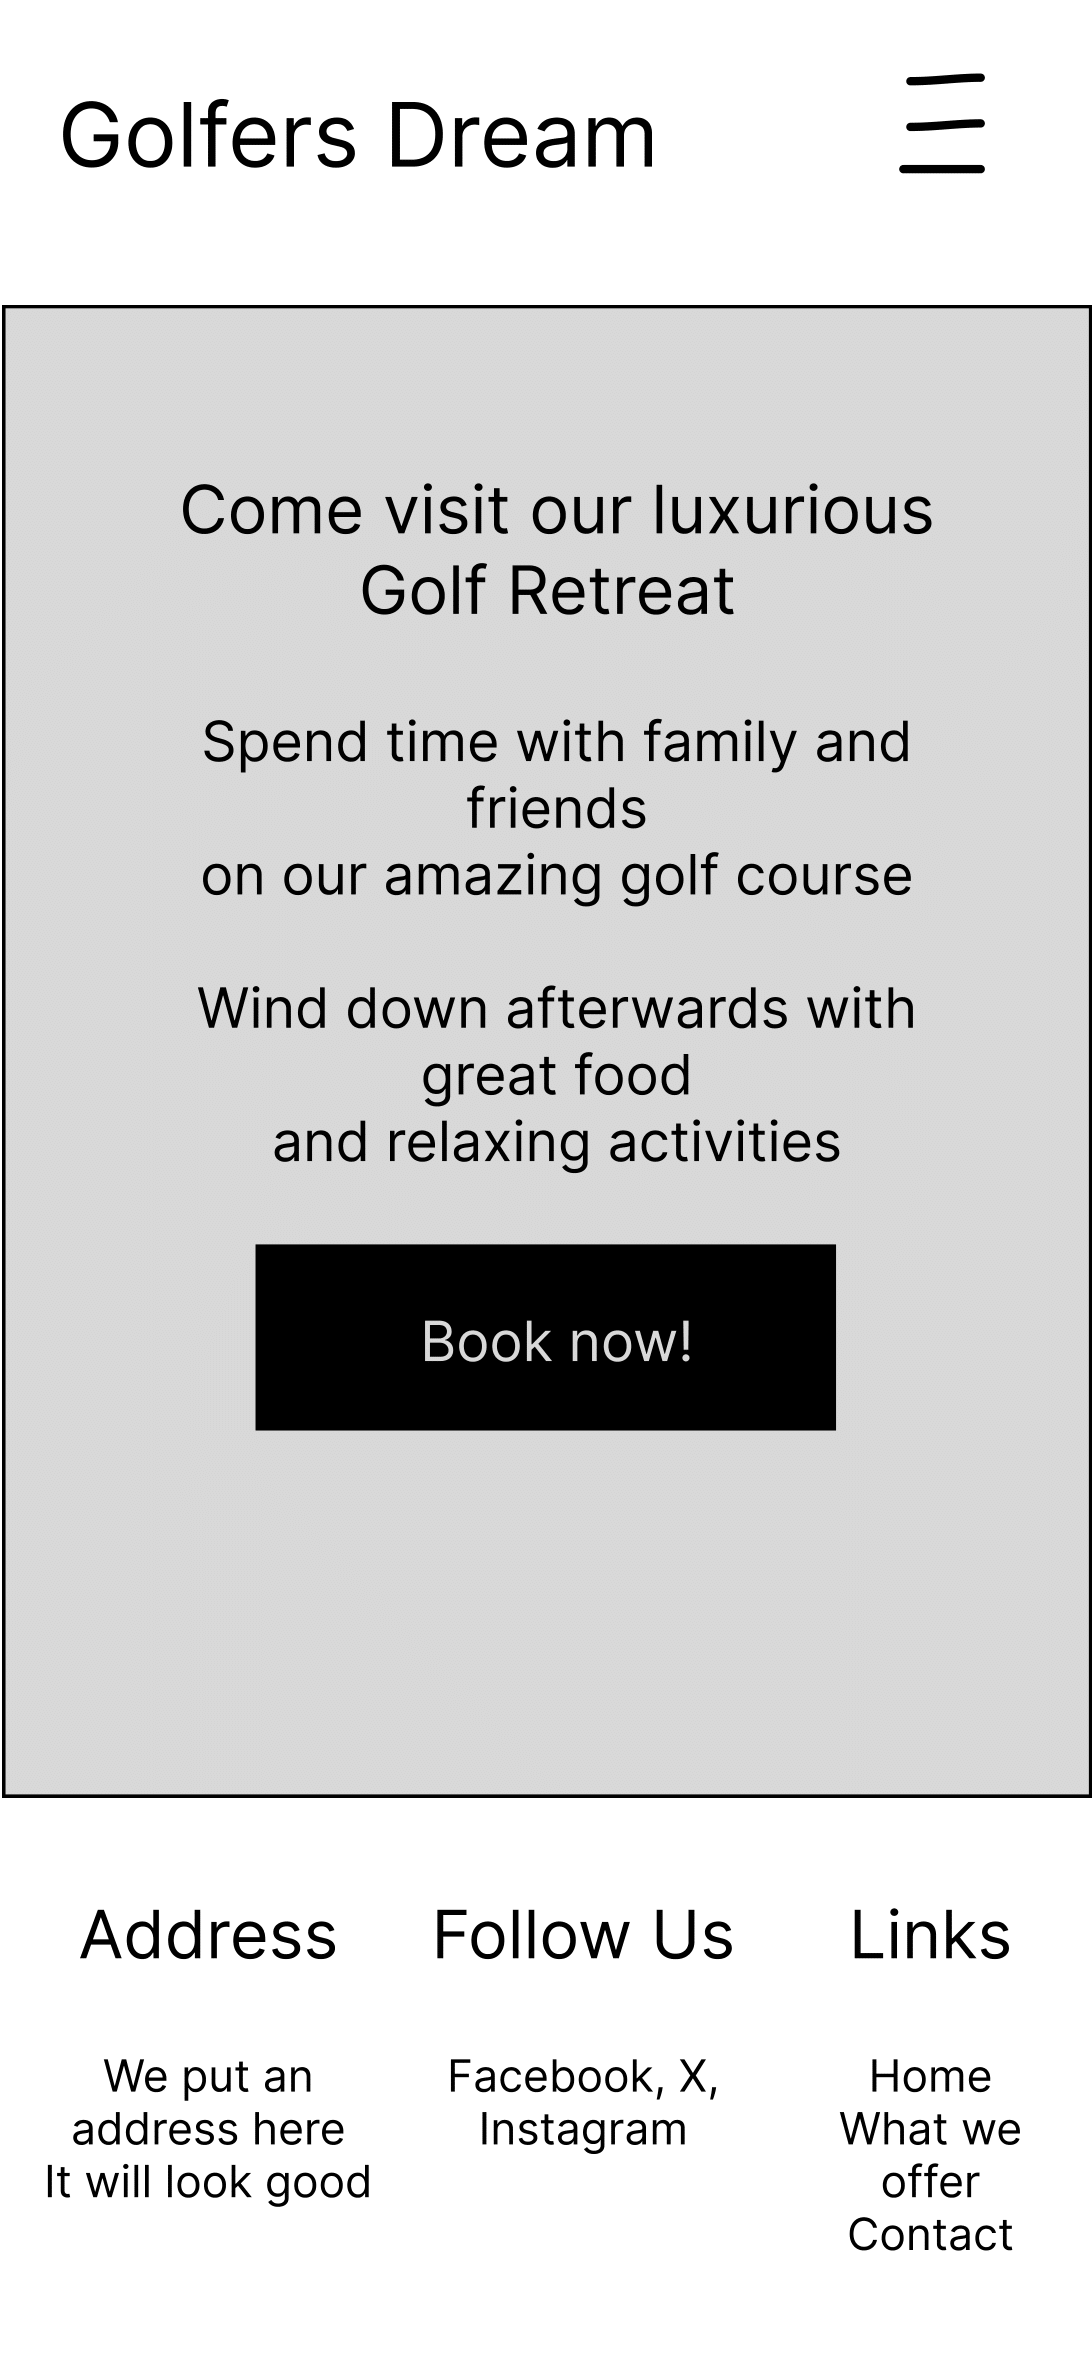 Golfers Dream
Come visit our luxurious
Golf Retreat
Spend time with family and
friends
on our amazing golf course
Wind down afterwards with
great food
and relaxing activities
Book now!
Address
We put an
address here
It will look good
Follow Us
Facebook, X,
Instagram
Links
Home
What we
offer
Contact